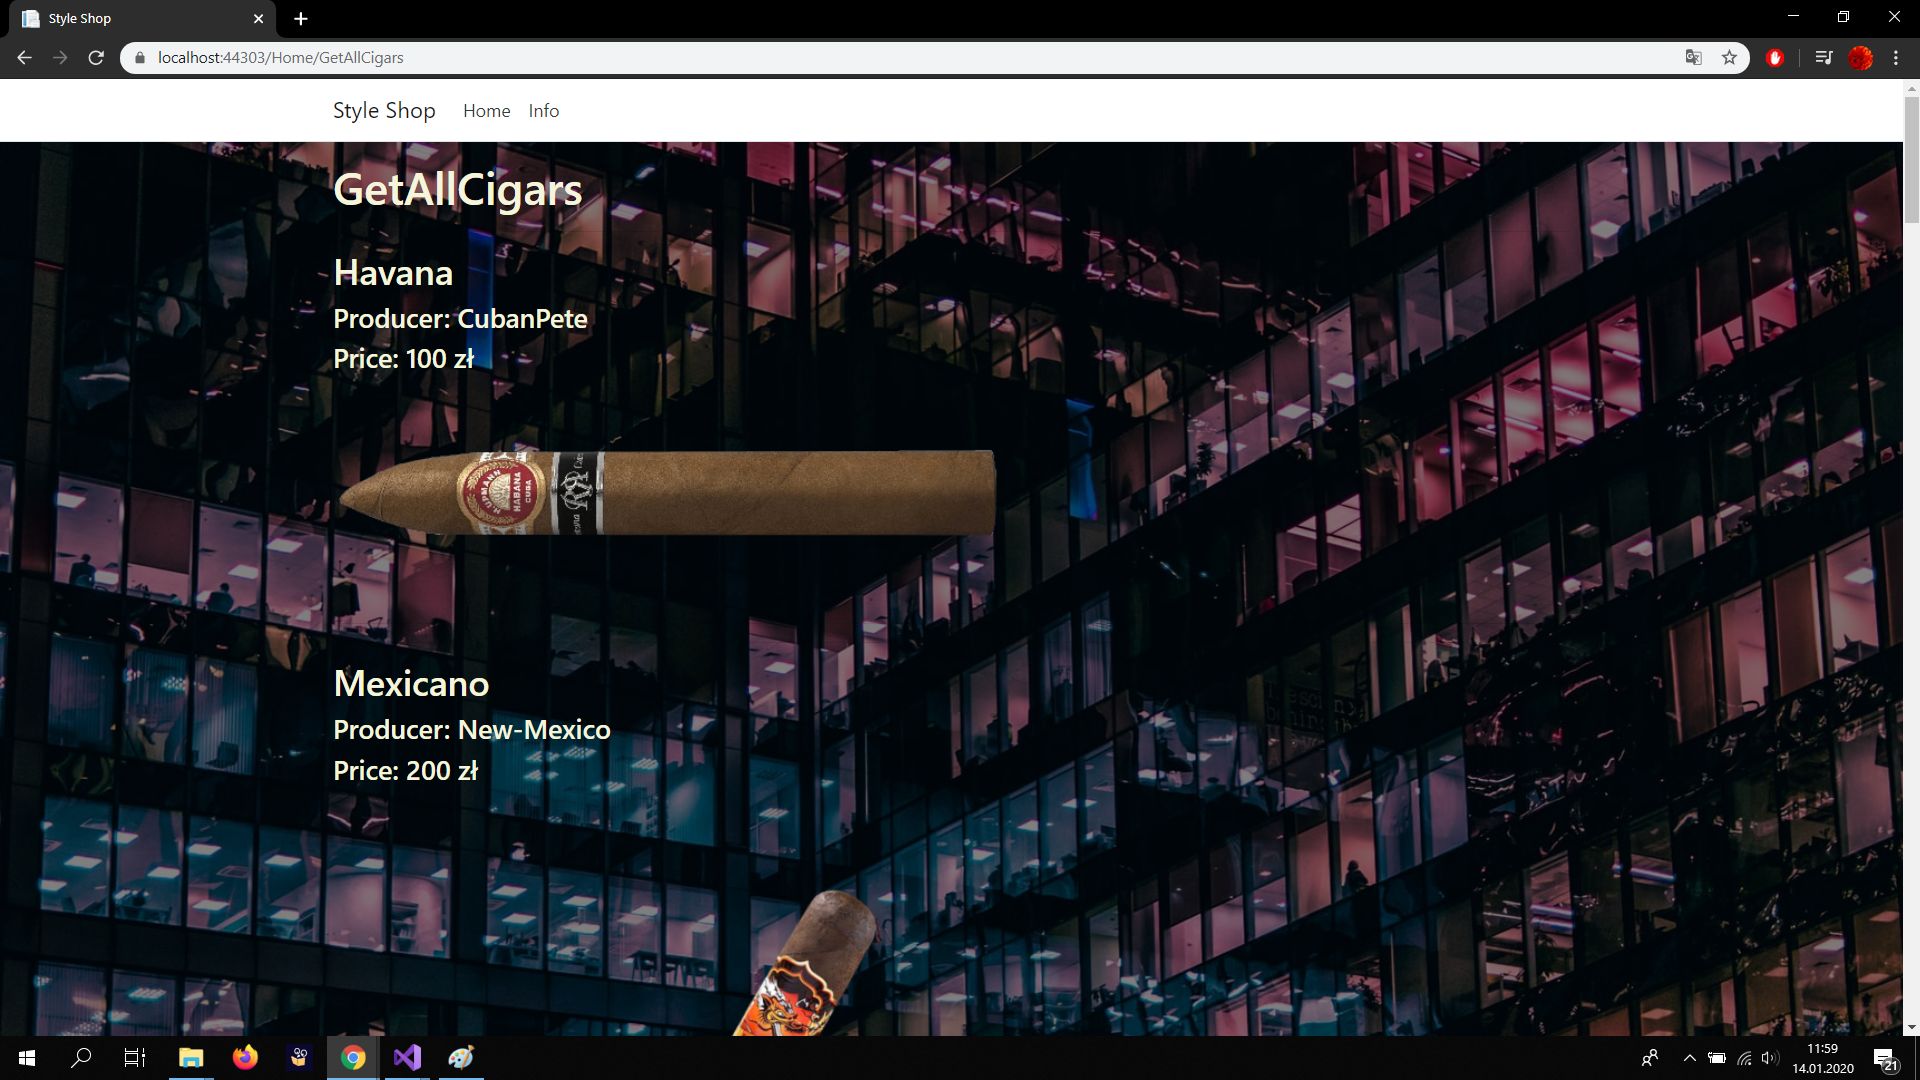 Style Shop
localhost:44303/Home/GetAllCigars
Style Shop Home Info
GetAllCigars
Havana
Producer: CubanPete
Price: 100 zł
H. UPMANN
HABANA
CUBA
Mexicano
Producer: New-Mexico
Price: 200 zł
11:59
14.01.2020
21